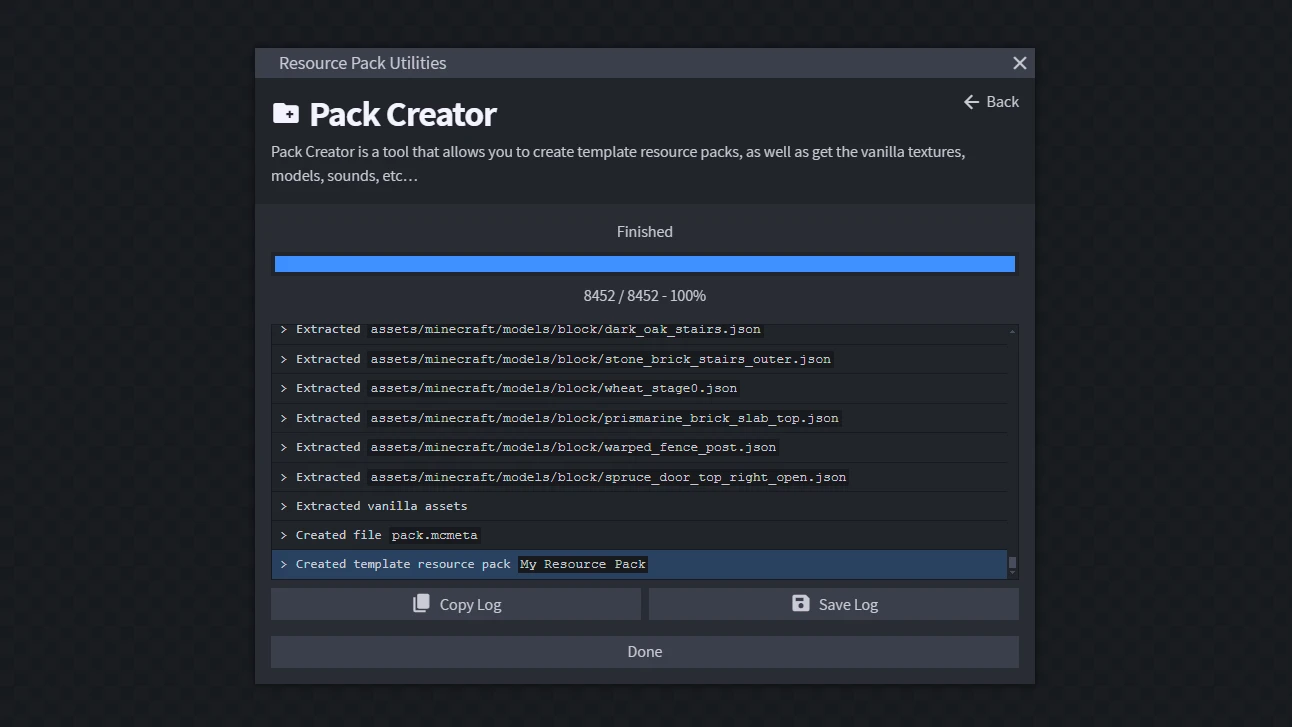 Resource Pack Utilities
Back
Pack Creator
Pack Creator is a tool that allows you to create template resource packs, as well as get the vanilla textures,
models, sounds, etc…
Finished
8452 / 8452 - 100%
> Extracted assets/minecraft/models/block/dark_oak_stairs.json
> Extracted assets/minecraft/models/block/stone_brick_stairs_outer.json
> Extracted assets/minecraft/models/block/wheat_stage0.json
> Extracted assets/minecraft/models/block/prismarine_brick_slab_top.json
> Extracted assets/minecraft/models/block/warped_fence_post.json
> Extracted assets/minecraft/models/block/spruce_door_top_right_open.json
> Extracted vanilla assets
> Created file pack.mcmeta
> Created template resource pack My Resource Pack
Copy Log
Save Log
Done